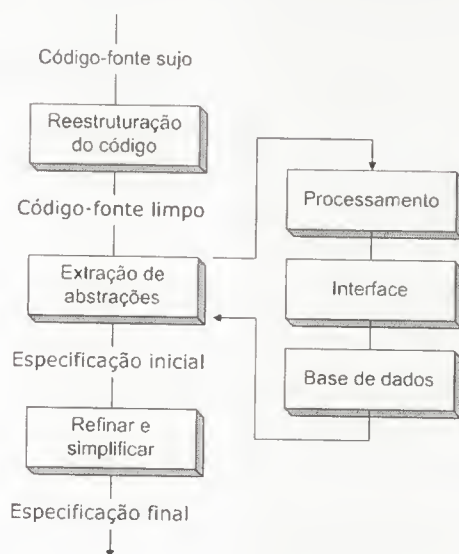 Código-fonte sujo
Reestruturação
do código
Código-fonte limpo
Extração de
abstrações
Especificação inicial
Refinar e
simplificar
Especificação final
Processamento
Interface
Base de dados